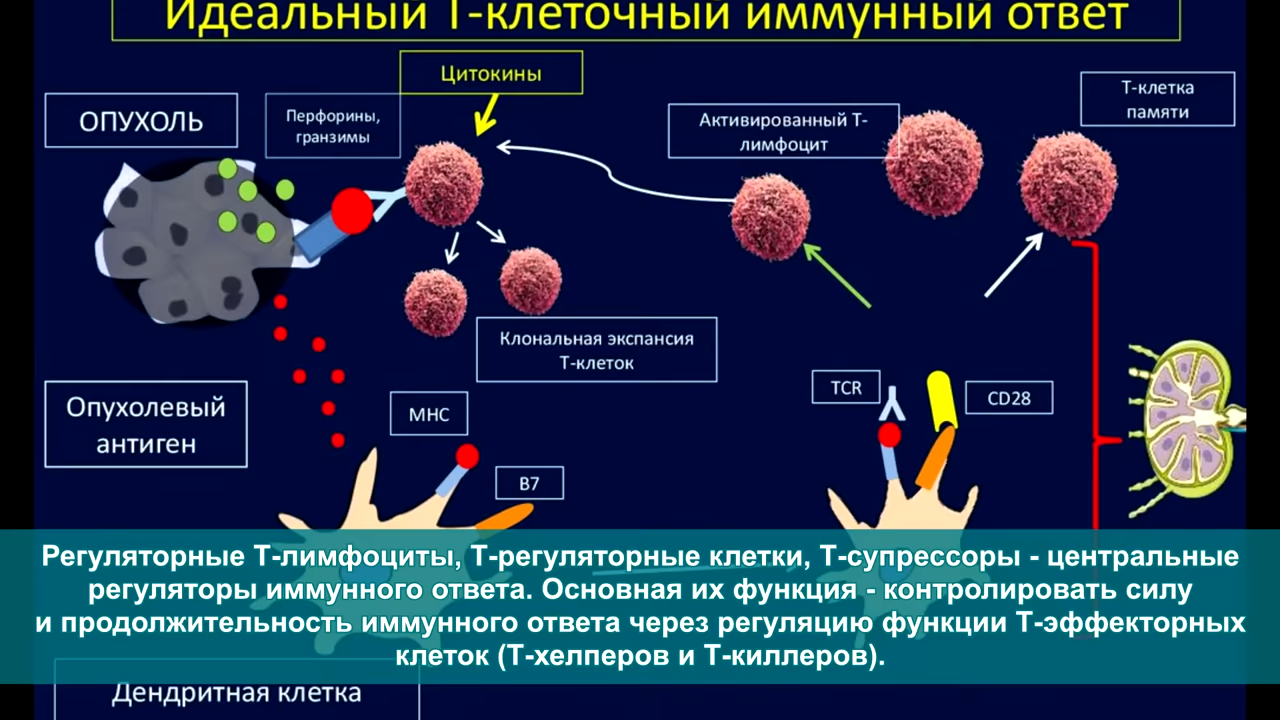 Идеальный Т-клеточный иммунный ответ
Цитокины
Т-клетка
памяти
ОПУХОЛЬ
Перфорины,
гранзимы
Активированный Т-
лимфоцит
Клональная экспансия
Т-клеток
Опухолевый
антиген
МНС
В7
TCR
CD28
Регуляторные Т-лимфоциты, Т-регуляторные клетки, Т-супрессоры - центральные
регуляторы иммунного ответа. Основная их функция - контролировать силу
и продолжительность иммунного ответа через регуляцию функции Т-эффекторных
клеток (Т-хелперов и Т-киллеров).
Дендритная клетка